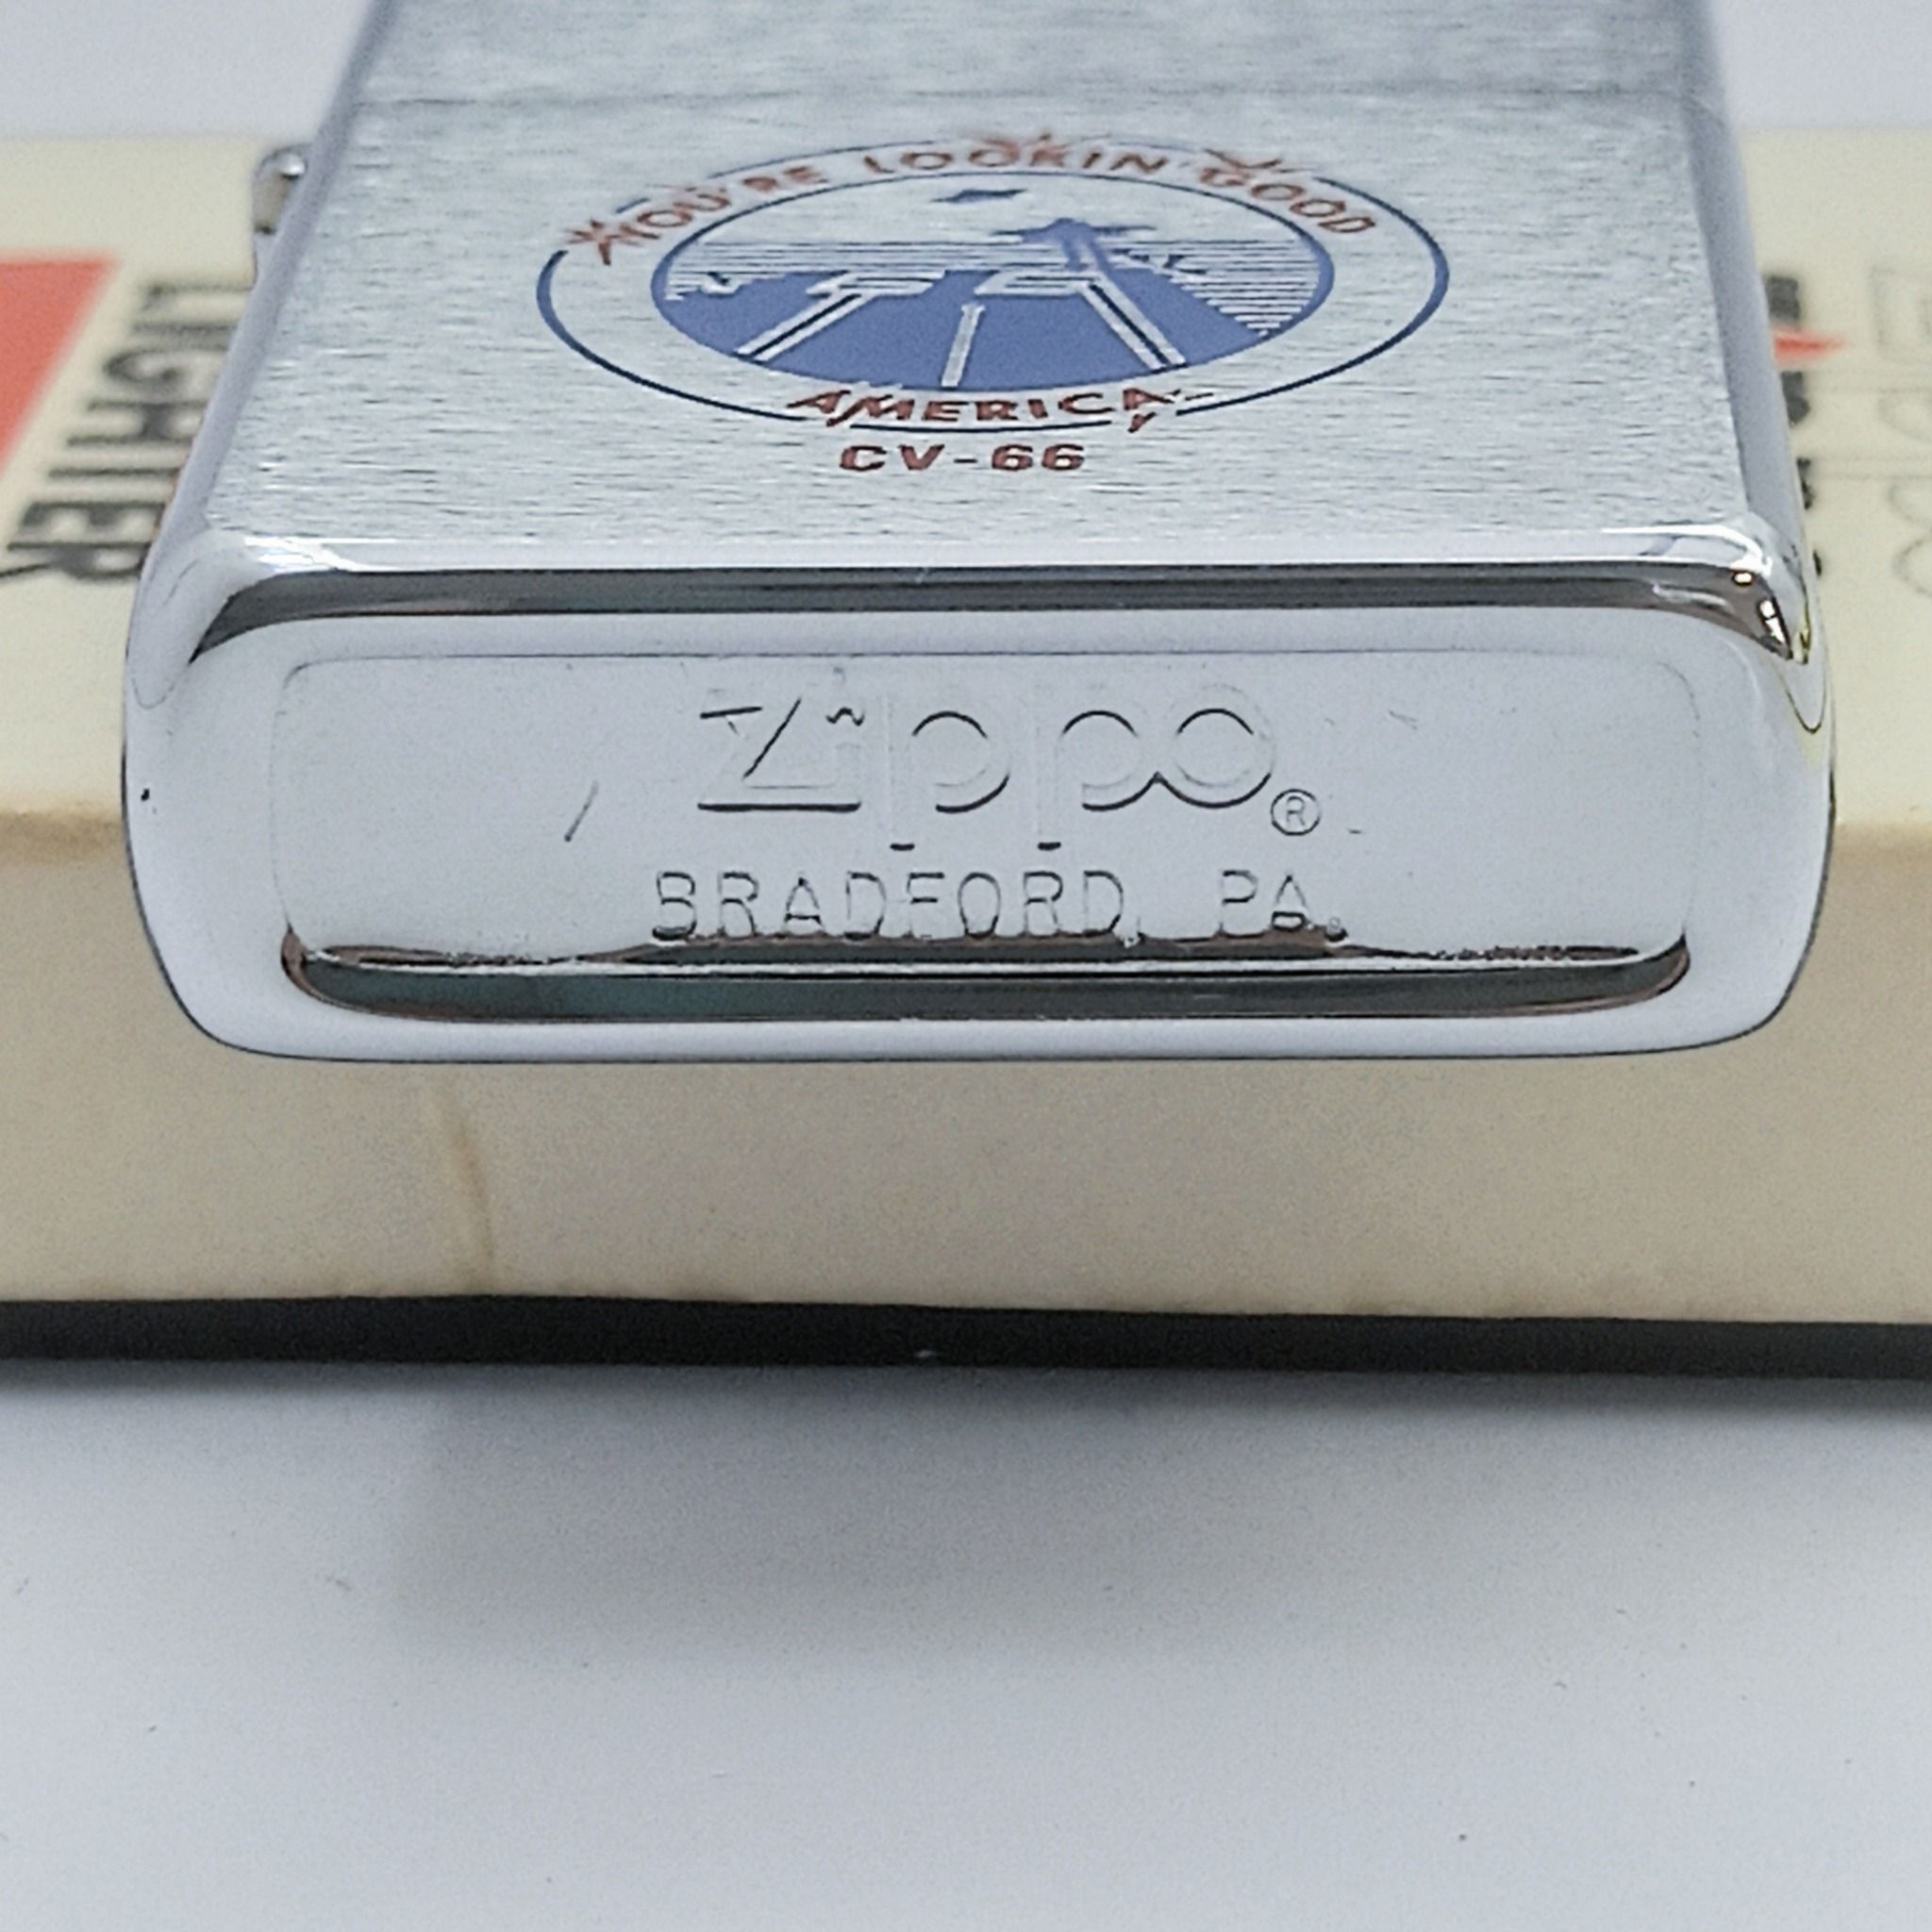 YOU'RE LOOKIN' GOOD
AMERICA
CV-66
Zippo®
BRADFORD, PA.
LIGHTER